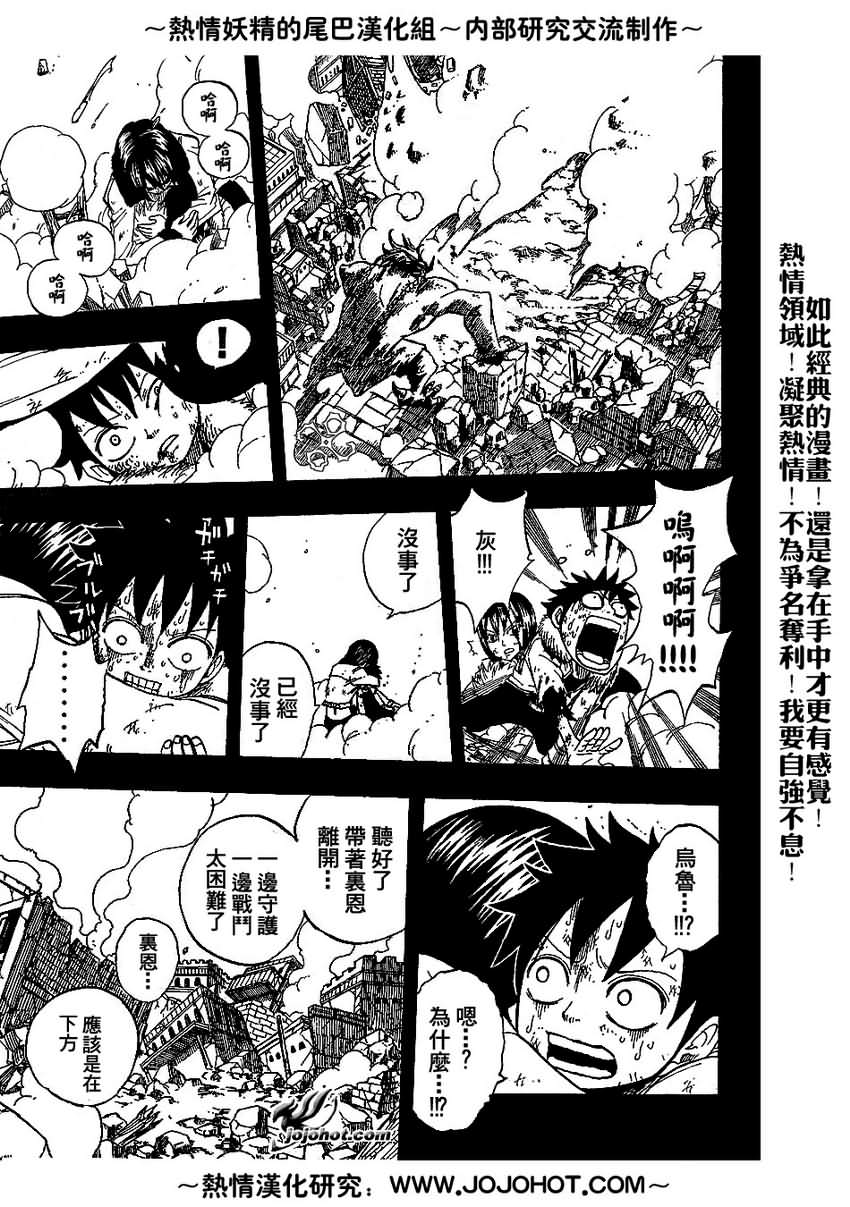 ～熱情妖精的尾巴漢化組～内部研究交流制作～
如此經典的漫畫！還是拿在手中才更有感覺！
熱情領域！凝聚熱情！不為爭名奪利！我要自強不息！
哈啊
哈啊
哈啊
哈啊
！
嗚啊啊啊!!!!
灰!!!
沒事了
已經
沒事了
ガチガチ
ブルブル
………
烏魯…!!?
嗯…?
為什麼…!!?
聽好了
帶著裏恩
離開…
一邊守護
一邊戰鬥
太困難了
裏恩…
應該是在
下方
jojohot.com
～熱情漢化研究：WWW.JOJOHOT.COM～